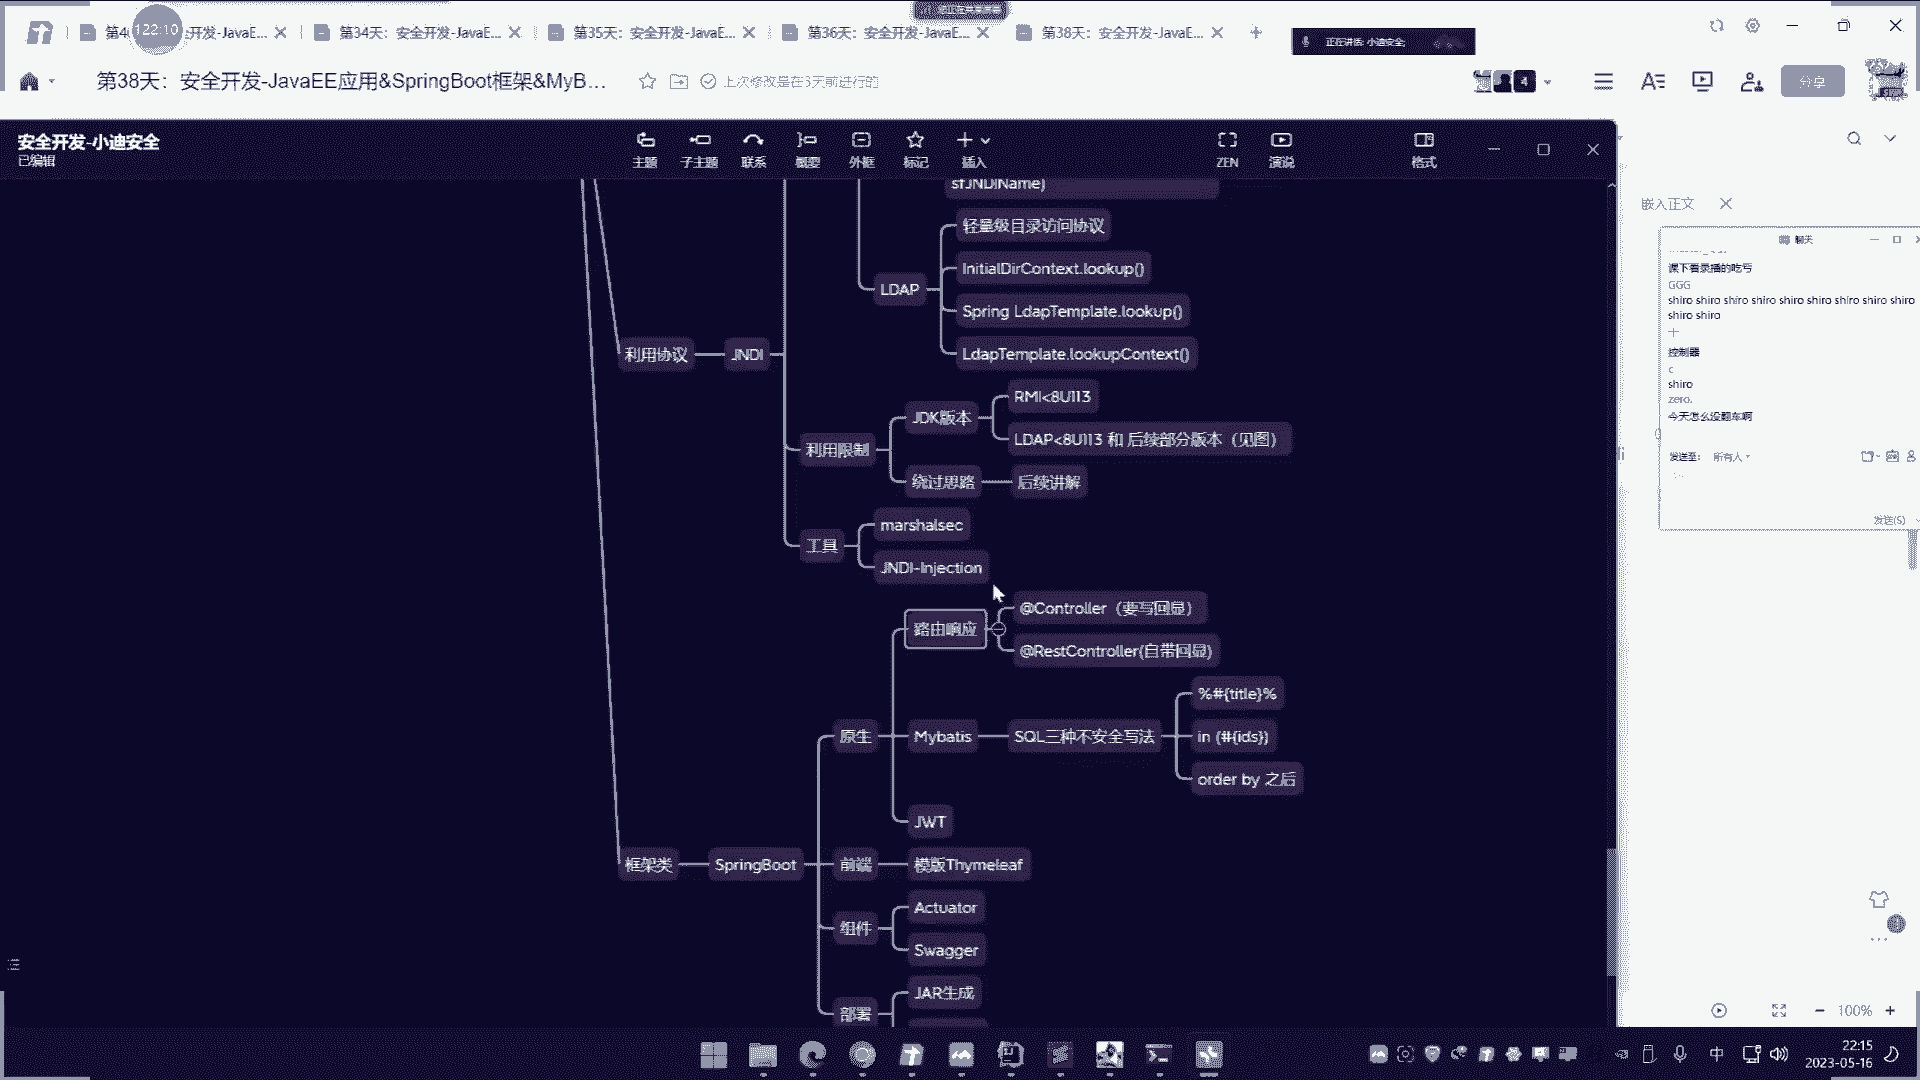 122:10
第34天：安全开发-JavaE...
第35天：安全开发-JavaE...
第36天：安全开发-JavaE...
第38天：安全开发-JavaE...
正在讲话: 小迪安全;
第38天：安全开发-JavaEE应用&SpringBoot框架&MyB...
上次修改是在3天前进行的
4
分享
安全开发-小迪安全
已编辑
主题
子主题
联系
概要
外框
标记
插入
ZEN
演说
格式
嵌入正文
聊天
课下看录播的吃亏
GGG
shiro shiro shiro shiro shiro shiro shiro shiro shiro
shiro shiro
十
控制器
c
shiro
zero.
今天怎么没翻车啊
发送至:
所有人
发送(S)
sfJNDIName)
轻量级目录访问协议
InitialDirContext.lookup()
LDAP
Spring LdapTemplate.lookup()
LdapTemplate.lookupContext()
利用协议
JNDI
RMI<8U113
JDK版本
LDAP<8U113 和 后续部分版本（见图）
利用限制
绕过思路
后续讲解
marshalsec
工具
JNDI-Injection
@Controller（要写回显）
路由响应
@RestController(自带回显)
%#{title}%
原生
Mybatis
SQL三种不安全写法
in (#{ids})
order by 之后
JWT
框架类
SpringBoot
前端
模版Thymeleaf
Actuator
组件
Swagger
JAR生成
部署
100%
中
22:15
2023-05-16